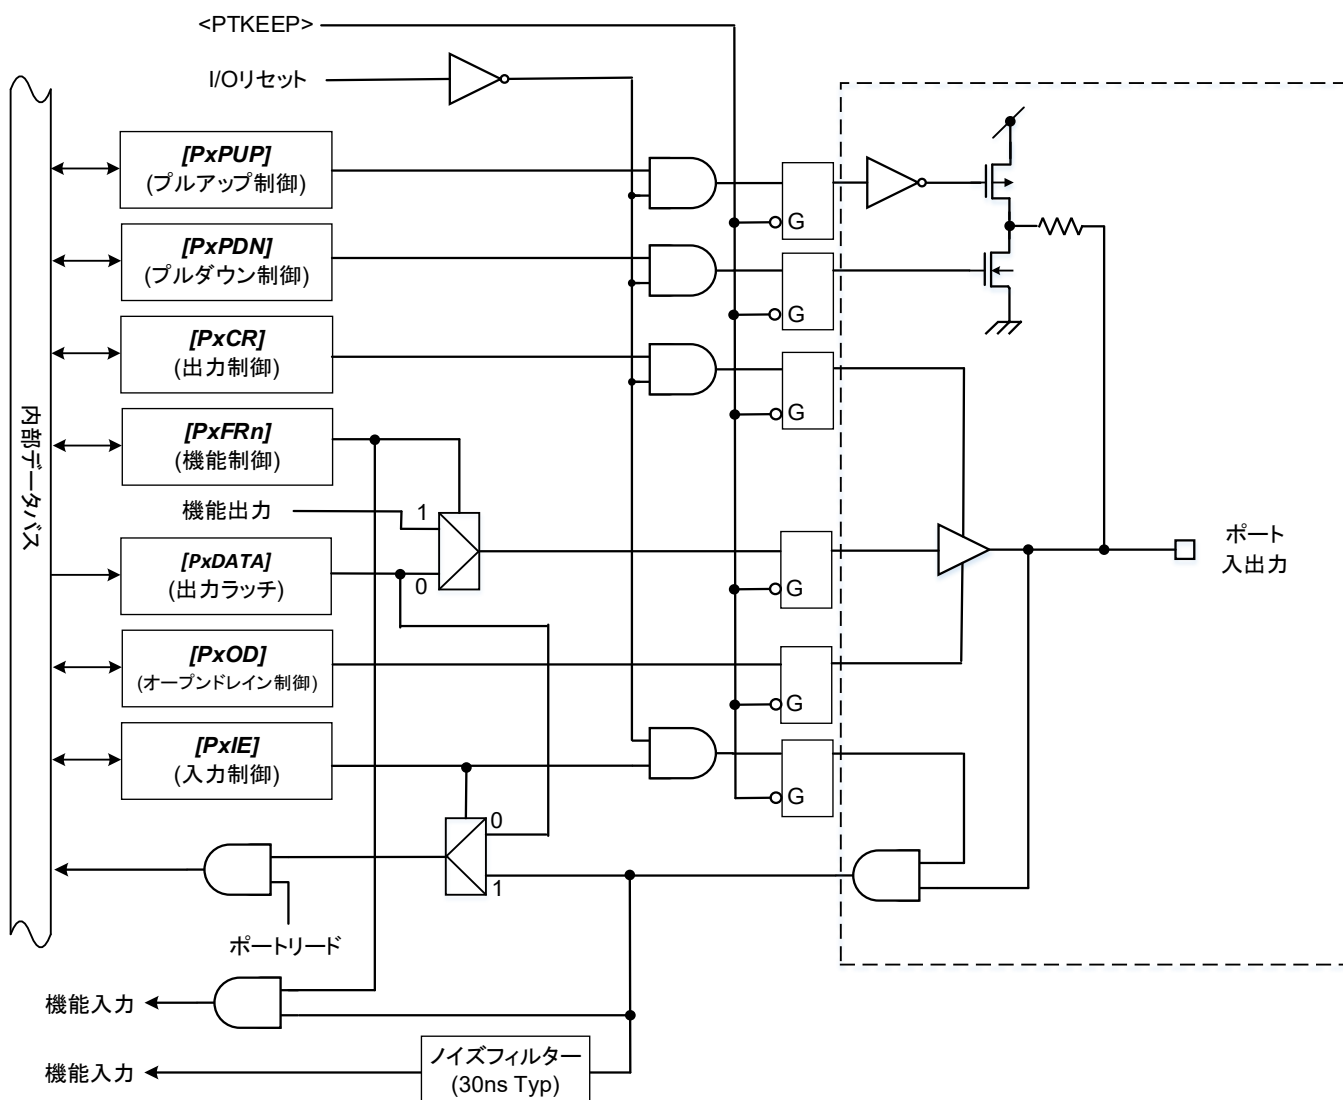 <PTKEEP>
I/Oリセット
[PxPUP]
(プルアップ制御)
G
[PxPDN]
(プルダウン制御)
G
[PxCR]
(出力制御)
G
内部データバス
[PxFRn]
(機能制御)
機能出力
1
[PxDATA]
(出力ラッチ)
0
G
ポート
入出力
[PxOD]
(オープンドレイン制御)
G
[PxIE]
(入力制御)
G
0
1
ポートリード
機能入力
ノイズフィルター
(30ns Typ)
機能入力